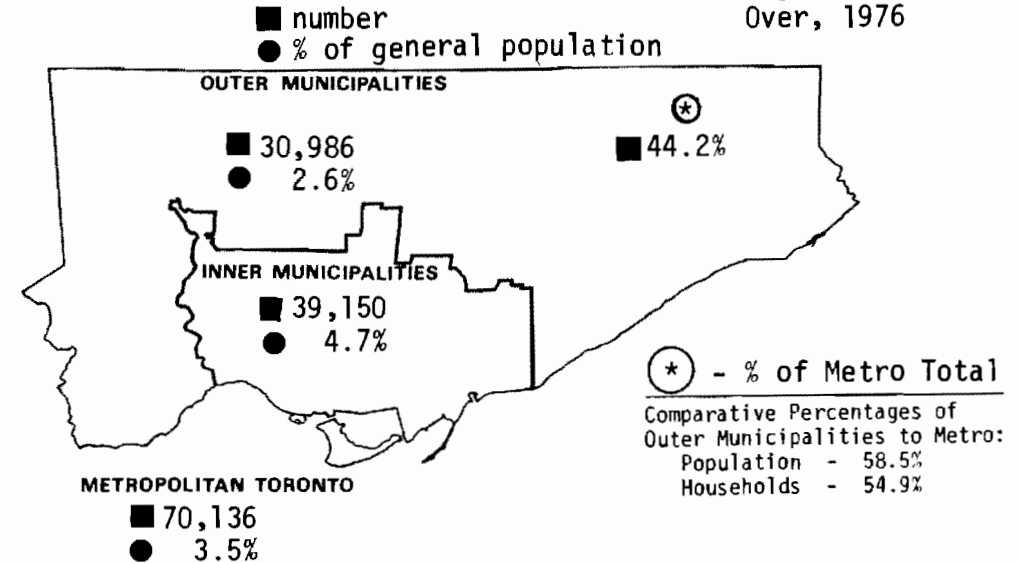 ■ number
Over, 1976
● % of general population
OUTER MUNICIPALITIES
■ 30,986
● 2.6%
⊛
■ 44.2%
INNER MUNICIPALITIES
■ 39,150
● 4.7%
⊛ - % of Metro Total
Comparative Percentages of
Outer Municipalities to Metro:
Population - 58.5%
Households - 54.9%
METROPOLITAN TORONTO
■ 70,136
● 3.5%